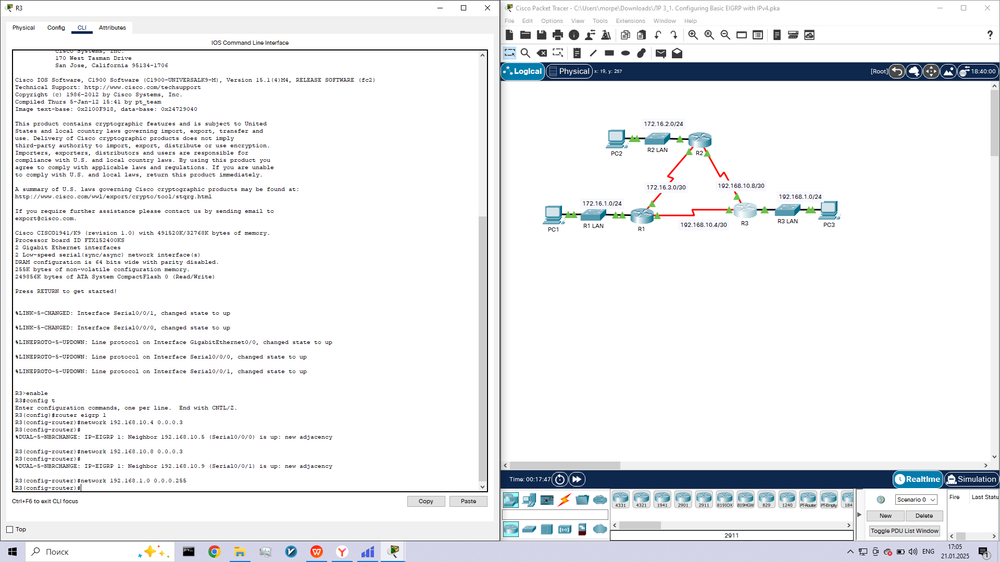 R3
Physical
Config
CLI
Attributes
IOS Command Line Interface
Cisco Systems, Inc.
170 West Tasman Drive
San Jose, California 95134-1706
Cisco IOS Software, C1900 Software (C1900-UNIVERSALK9-M), Version 15.1(4)M4, RELEASE SOFTWARE (fc2)
Technical Support: http://www.cisco.com/techsupport
Copyright (c) 1986-2012 by Cisco Systems, Inc.
Compiled Thurs 5-Jan-12 15:41 by pt_team
Image text-base: 0x2100F918, data-base: 0x24729040
This product contains cryptographic features and is subject to United
States and local country laws governing import, export, transfer and
use. Delivery of Cisco cryptographic products does not imply
third-party authority to import, export, distribute or use encryption.
Importers, exporters, distributors and users are responsible for
compliance with U.S. and local country laws. By using this product you
agree to comply with applicable laws and regulations. If you are unable
to comply with U.S. and local laws, return this product immediately.
A summary of U.S. laws governing Cisco cryptographic products may be found at:
http://www.cisco.com/wwl/export/crypto/tool/stqrg.html
If you require further assistance please contact us by sending email to
export@cisco.com.
Cisco CISCO1941/K9 (revision 1.0) with 491520K/32768K bytes of memory.
Processor board ID FTX152400KS
2 Gigabit Ethernet interfaces
2 Low-speed serial(sync/async) network interface(s)
DRAM configuration is 64 bits wide with parity disabled.
255K bytes of non-volatile configuration memory.
249856K bytes of ATA System CompactFlash 0 (Read/Write)
Press RETURN to get started!
%LINK-5-CHANGED: Interface Serial0/0/1, changed state to up
%LINK-5-CHANGED: Interface Serial0/0/0, changed state to up
%LINEPROTO-5-UPDOWN: Line protocol on Interface GigabitEthernet0/0, changed state to up
%LINEPROTO-5-UPDOWN: Line protocol on Interface Serial0/0/0, changed state to up
%LINEPROTO-5-UPDOWN: Line protocol on Interface Serial0/0/1, changed state to up
R3>enable
R3#config t
Enter configuration commands, one per line.  End with CNTL/Z.
R3(config)#router eigrp 1
R3(config-router)#network 192.168.10.4 0.0.0.3
R3(config-router)#
%DUAL-5-NBRCHANGE: IP-EIGRP 1: Neighbor 192.168.10.5 (Serial0/0/0) is up: new adjacency
R3(config-router)#network 192.168.10.8 0.0.0.3
R3(config-router)#
%DUAL-5-NBRCHANGE: IP-EIGRP 1: Neighbor 192.168.10.9 (Serial0/0/1) is up: new adjacency
R3(config-router)#network 192.168.1.0 0.0.0.255
R3(config-router)#
Ctrl+F6 to exit CLI focus
Copy
Paste
Top
Cisco Packet Tracer - C:\Users\morpe\Downloads\ЛР 3_1. Configuring Basic EIGRP with IPv4.pka
File Edit Options View Tools Extensions Window Help
?
Logical
Physical
x: 19, y: 257
[Root]
18:40:00
172.16.2.0/24
PC2
R2 LAN
R2
172.16.3.0/30
192.168.10.8/30
192.168.1.0/24
172.16.1.0/24
PC1
R1 LAN
R1
192.168.10.4/30
R3
R3 LAN
PC3
Time: 00:17:47
Realtime
Simulation
4331
4321
1941
2901
2911
819IOX
819HGW
829
1240
PT-Router
PT-Empty
184
2911
Scenario 0
New
Delete
Toggle PDU List Window
Fire
Last Statu
Поиск
ENG
17:05
21.01.2025
1